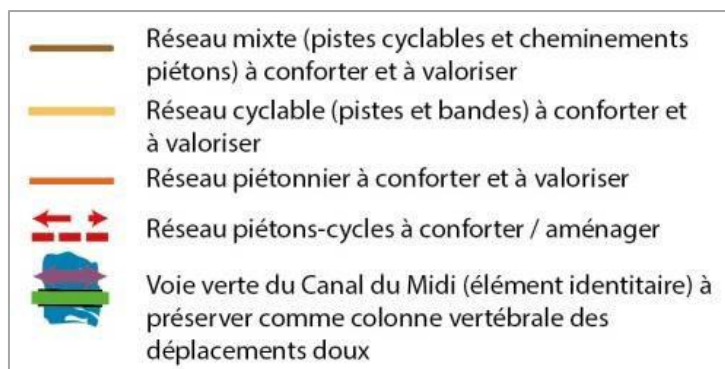 Réseau mixte (pistes cyclables et cheminements
piétons) à conforter et à valoriser
Réseau cyclable (pistes et bandes) à conforter et
à valoriser
Réseau piétonnier à conforter et à valoriser
Réseau piétons-cycles à conforter / aménager
Voie verte du Canal du Midi (élément identitaire) à
préserver comme colonne vertébrale des
déplacements doux